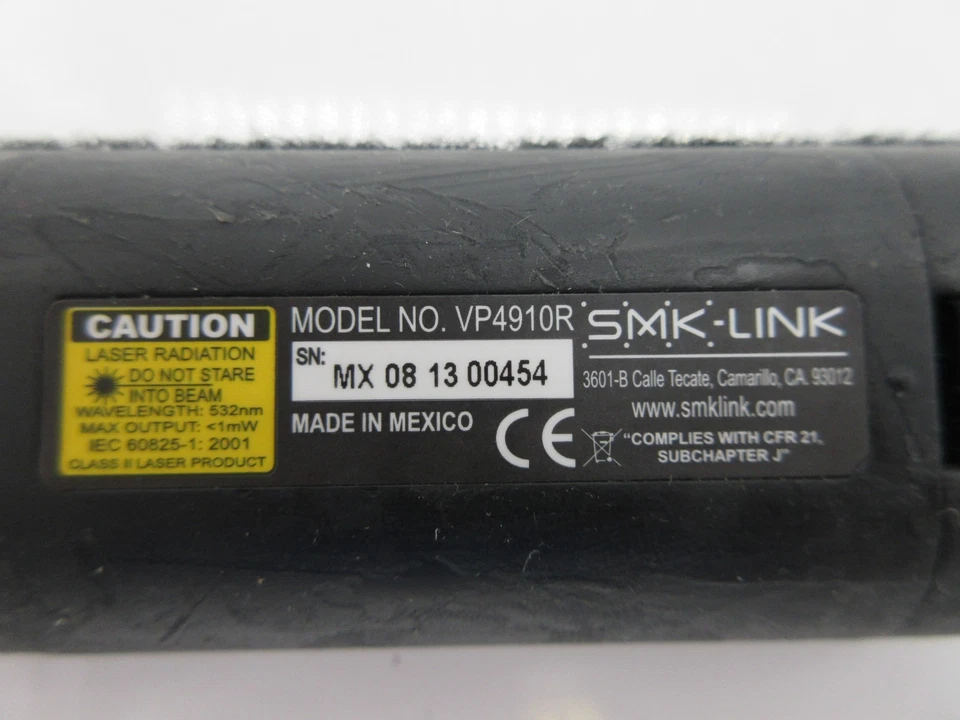 CAUTION
LASER RADIATION
DO NOT STARE
INTO BEAM
WAVELENGTH: 532nm
MAX OUTPUT: <1mW
IEC 60825-1: 2001
CLASS II LASER PRODUCT
MODEL NO. VP4910R
SN:
MX 08 13 00454
MADE IN MEXICO
CE
SMK-LINK
3601-B Calle Tecate, Camarillo, CA. 93012
www.smklink.com
"COMPLIES WITH CFR 21,
SUBCHAPTER J"